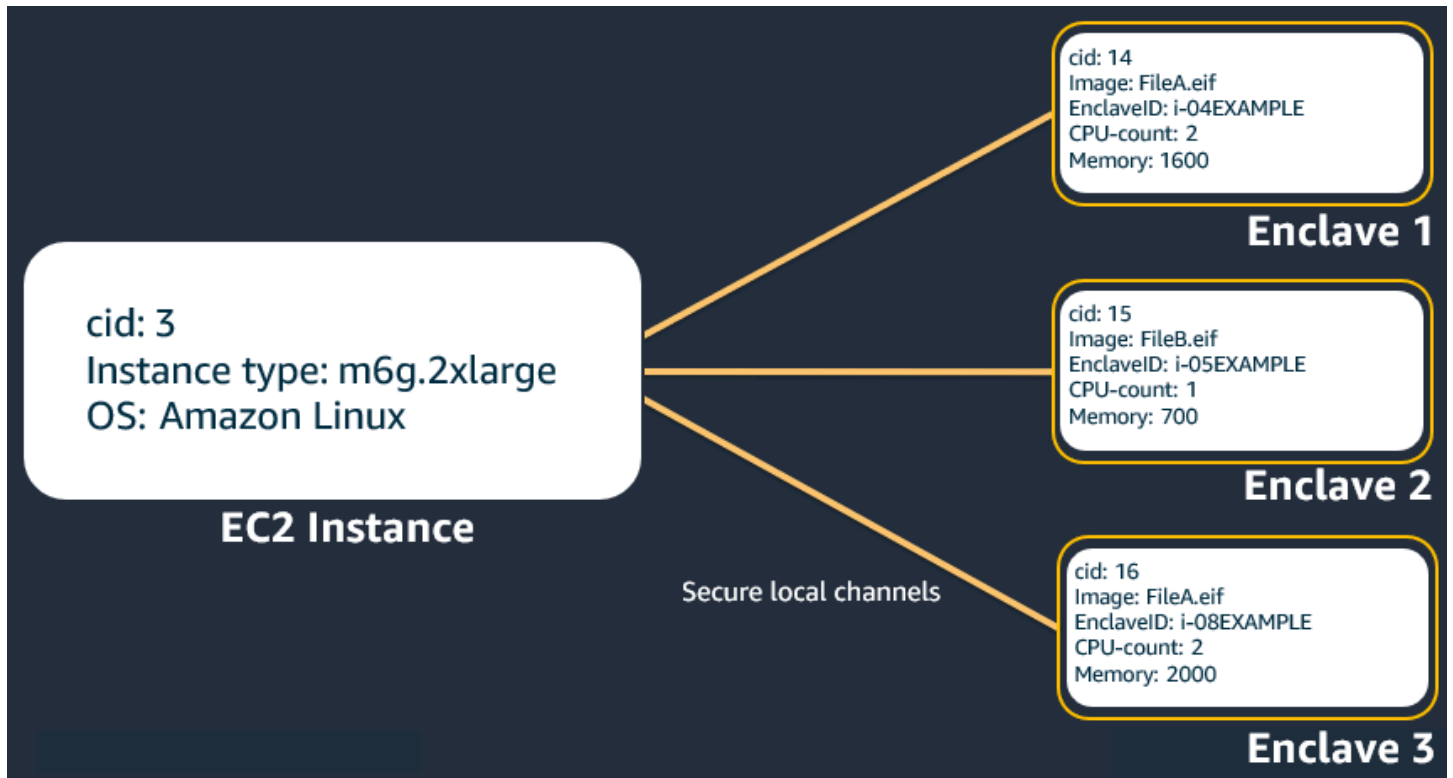 cid: 14
Image: FileA.eif
EnclaveID: i-04EXAMPLE
CPU-count: 2
Memory: 1600
Enclave 1
cid: 3
Instance type: m6g.2xlarge
OS: Amazon Linux
EC2 Instance
cid: 15
Image: FileB.eif
EnclaveID: i-05EXAMPLE
CPU-count: 1
Memory: 700
Enclave 2
Secure local channels
cid: 16
Image: FileA.eif
EnclaveID: i-08EXAMPLE
CPU-count: 2
Memory: 2000
Enclave 3